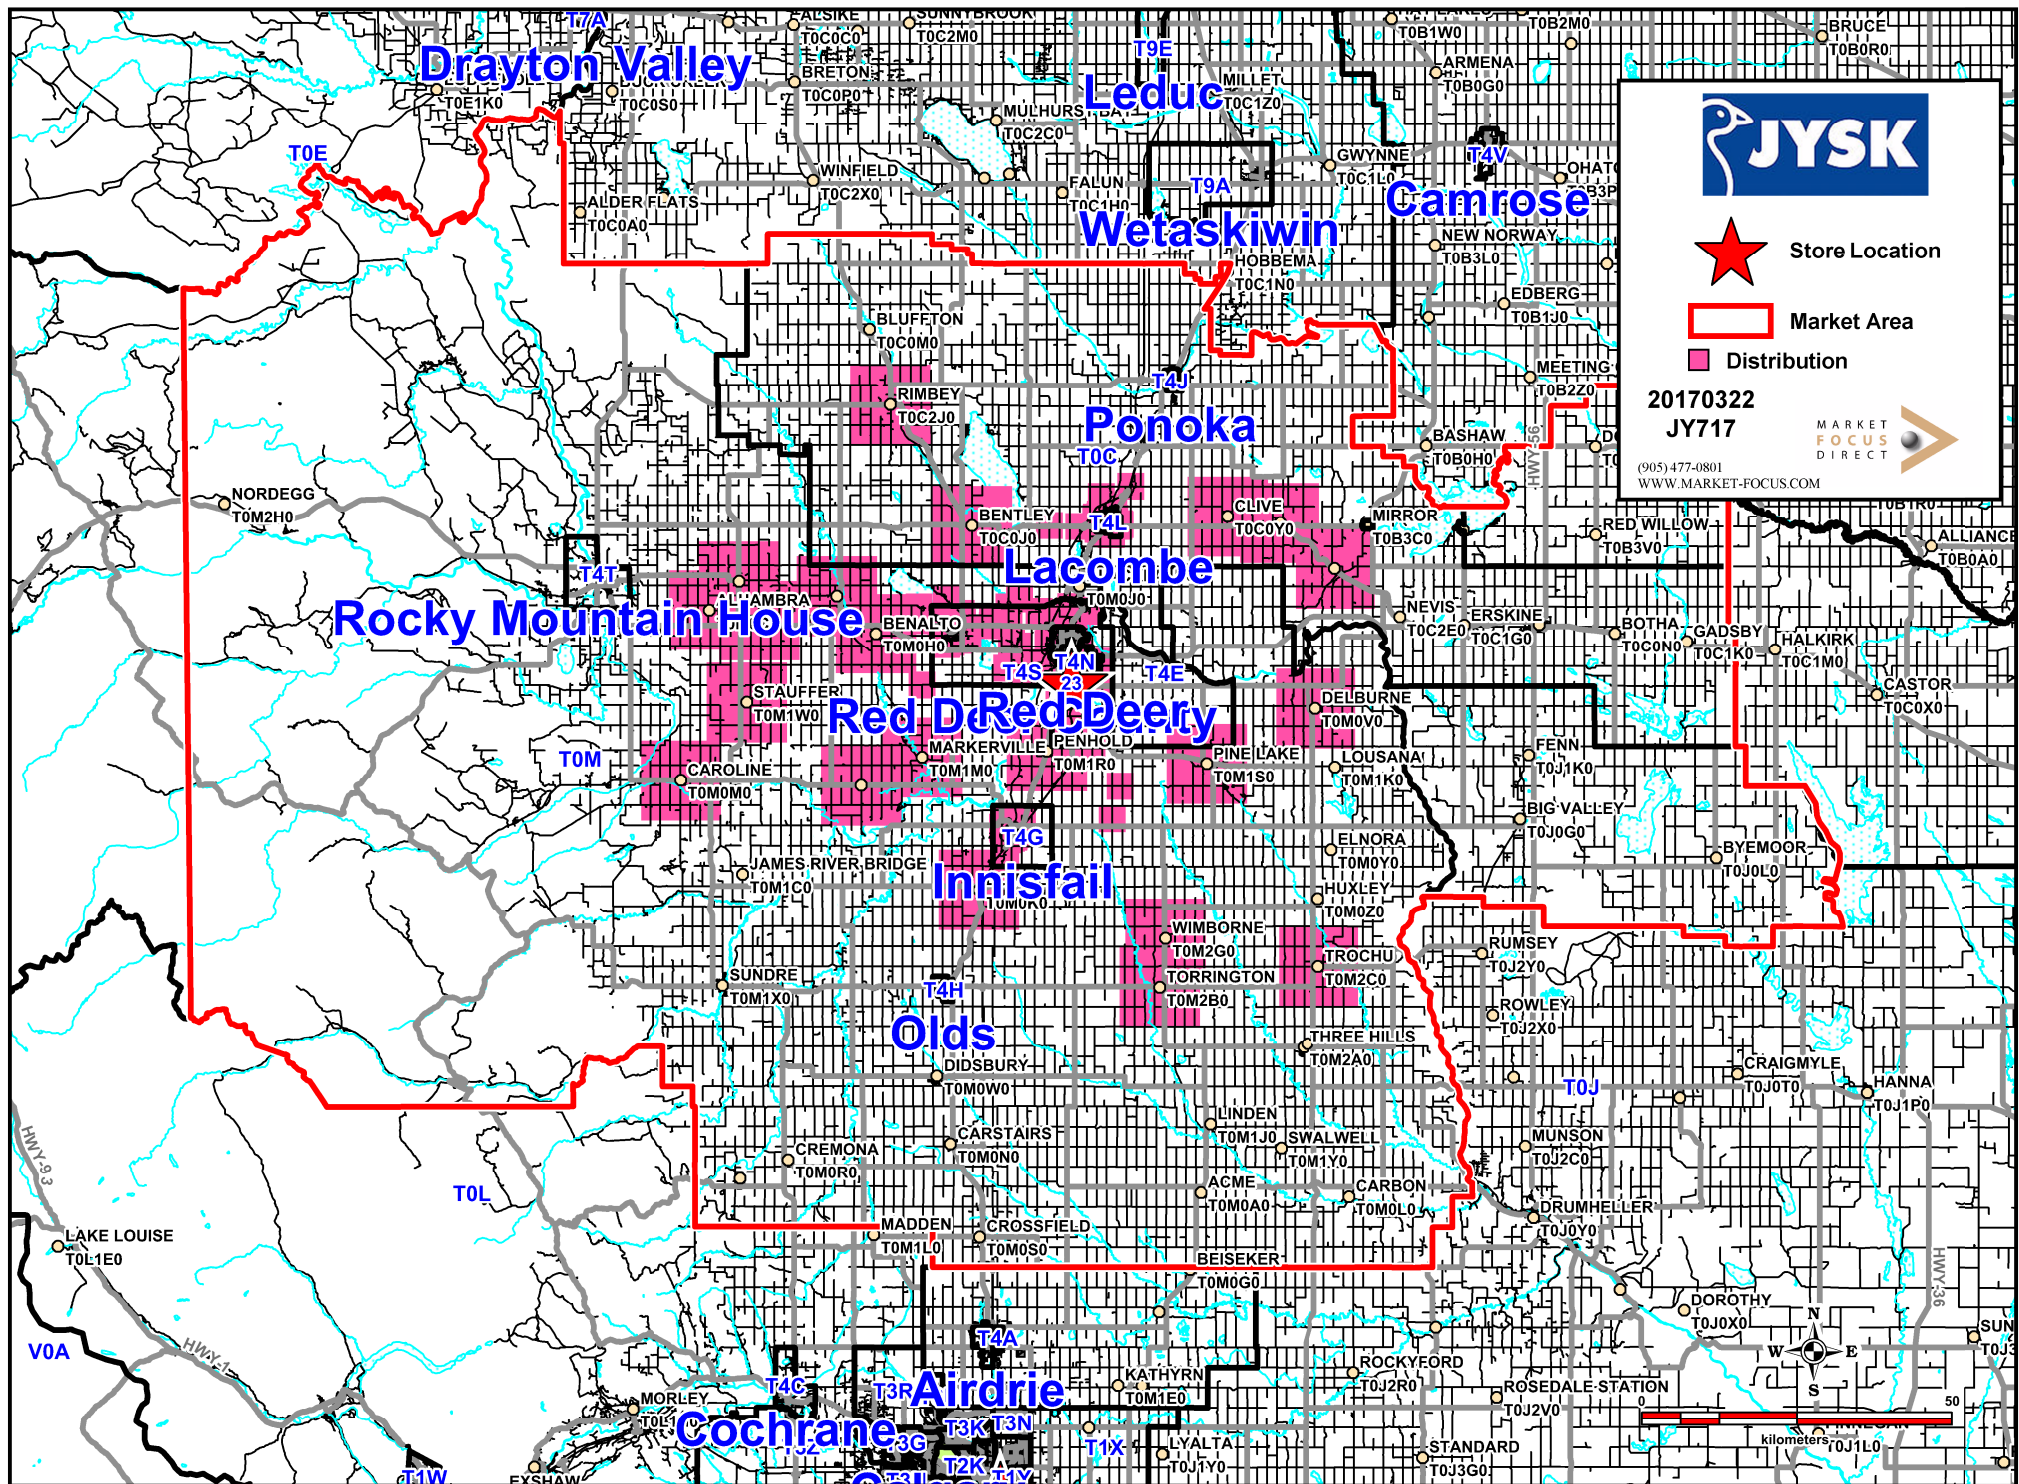 T7A
ALSIKE
T0C0C0
SUNNYBROOK
T0C2M0
T9E
T0B1W0
T0B2M0
BRUCE
T0B0R0
Drayton Valley
T0E1K0
T0C0S0
BRETON
T0C0P0
MULHURST BAY
T0C2C0
Leduc
MILLET
T0C1Z0
ARMENA
T0B0G0
T0E
WINFIELD
T0C2X0
ALDER FLATS
T0C0A0
FALUN
T0C1H0
T9A
GWYNNE
T0C1L0
T4V
Camrose
Wetaskiwin
HOBBEMA
T0C1N0
NEW NORWAY
T0B3L0
EDBERG
T0B1J0
MEETING
T0B2Z0
BLUFFTON
T0C0M0
T4J
RIMBEY
T0C2J0
Ponoka
T0C
BASHAW
T0B0H0
HWY-56
JYSK
Store Location
Market Area
Distribution
20170322
JY717
MARKET
FOCUS
DIRECT
(905) 477-0801
WWW.MARKET-FOCUS.COM
NORDEGG
T0M2H0
BENTLEY
T0C0J0
T4L
CLIVE
T0C0Y0
MIRROR
T0B3C0
RED WILLOW
T0B3V0
T0B1R0
ALLIANCE
T0B0A0
T4T
Lacombe
T0M0J0
Rocky Mountain House
ALHAMBRA
BENALTO
T0M0H0
NEVIS
T0C2E0
ERSKINE
T0C1G0
BOTHA
T0C0N0
GADSBY
T0C1K0
HALKIRK
T0C1M0
CASTOR
T0C0X0
T4N
T4S
23
T4E
STAUFFER
T0M1W0
Red Deer
DELBURNE
T0M0V0
MARKERVILLE
T0M1M0
PENHOLD
T0M1R0
PINE LAKE
T0M1S0
LOUSANA
T0M1K0
FENN
T0J1K0
T0M
CAROLINE
T0M0M0
BIG VALLEY
T0J0G0
T4G
ELNORA
T0M0Y0
BYEMOOR
T0J0L0
JAMES RIVER BRIDGE
T0M1C0
Innisfail
T0M0K0
HUXLEY
T0M0Z0
WIMBORNE
T0M2G0
TORRINGTON
T0M2B0
TROCHU
T0M2C0
RUMSEY
T0J2Y0
SUNDRE
T0M1X0
T4H
ROWLEY
T0J2X0
Olds
THREE HILLS
T0M2A0
DIDSBURY
T0M0W0
CRAIGMYLE
T0J0T0
HANNA
T0J1P0
T0J
LINDEN
T0M1J0
CARSTAIRS
T0M0N0
SWALWELL
T0M1Y0
MUNSON
T0J2C0
CREMONA
T0M0R0
HWY-93
T0L
ACME
T0M0A0
CARBON
T0M0L0
DRUMHELLER
T0J0Y0
LAKE LOUISE
T0L1E0
MADDEN
T0M1L0
CROSSFIELD
T0M0S0
BEISEKER
T0M0G0
HWY-36
DOROTHY
T0J0X0
V0A
HWY-1
T4A
N
W E
S
T4C
T3R
Airdrie
KATHYRN
T0M1E0
ROCKYFORD
T0J2R0
ROSEDALE STATION
T0J2V0
0 50
kilometers
MORLEY
Cochrane
T3K
T3N
T3G
T2K
T1Y
T1X
LYALTA
T0J1Y0
STANDARD
T0J3G0
T0J1L0
T1W
EXSHAW